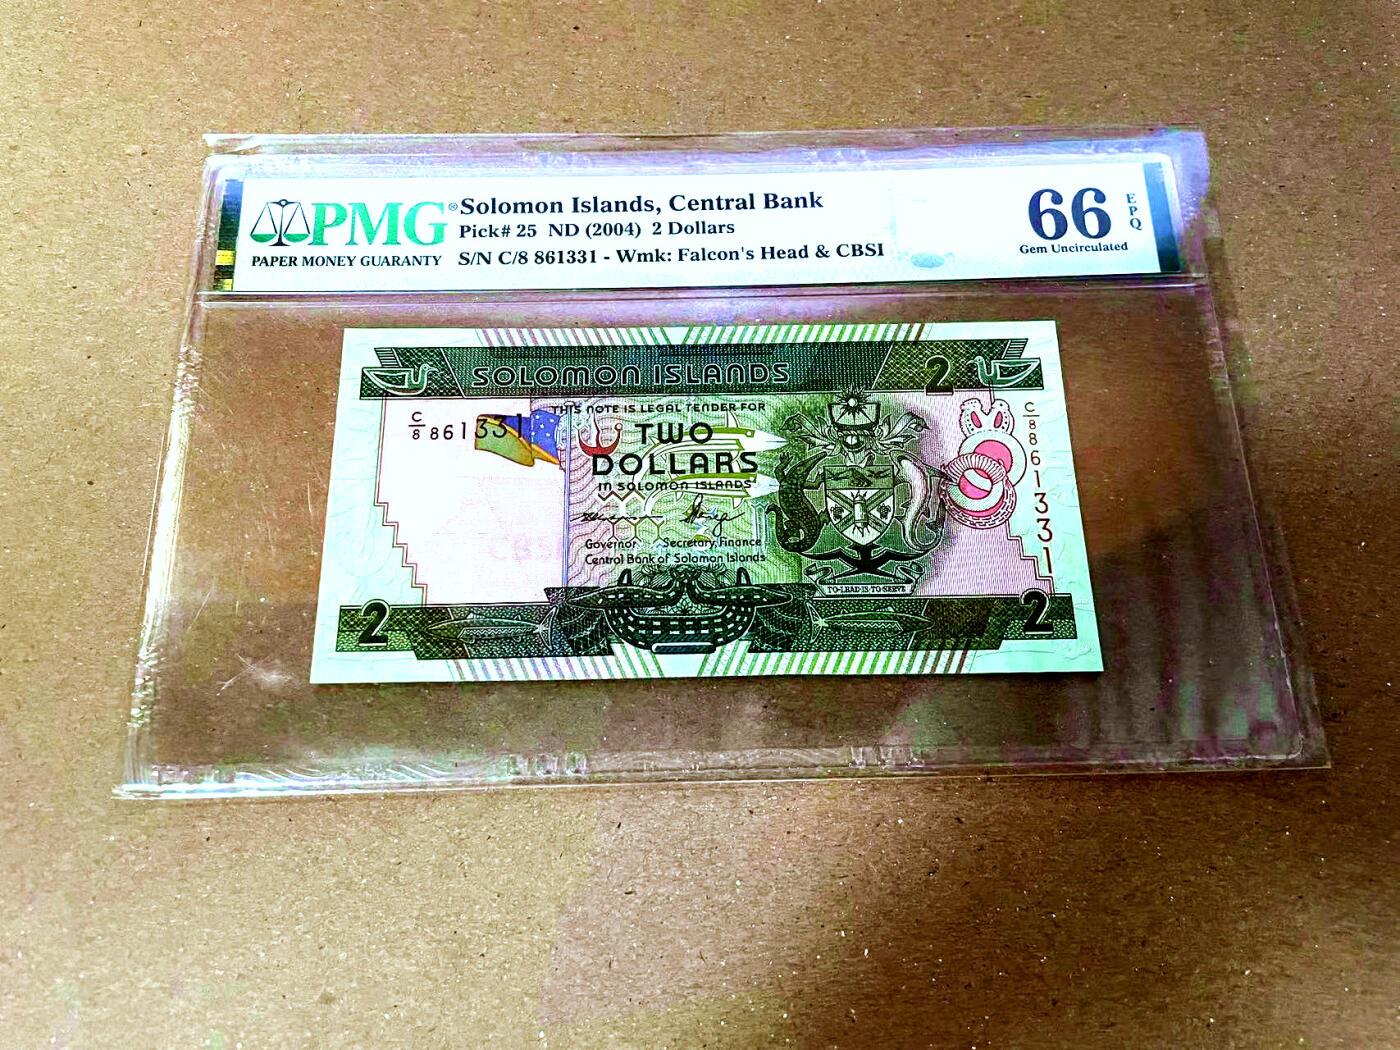 PMG®
PAPER MONEY GUARANTY
Solomon Islands, Central Bank
Pick# 25 ND (2004) 2 Dollars
S/N C/8 861331 - Wmk: Falcon's Head & CBSI
66
EPQ
Gem Uncirculated
SOLOMON ISLANDS
2
C/8 861331
THIS NOTE IS LEGAL TENDER FOR
TWO
DOLLARS
IN SOLOMON ISLANDS
C/8 861331
CBSI
Governor Secretary, Finance
Central Bank of Solomon Islands
TO·LEAD·IS·TO·SERVE
2
2